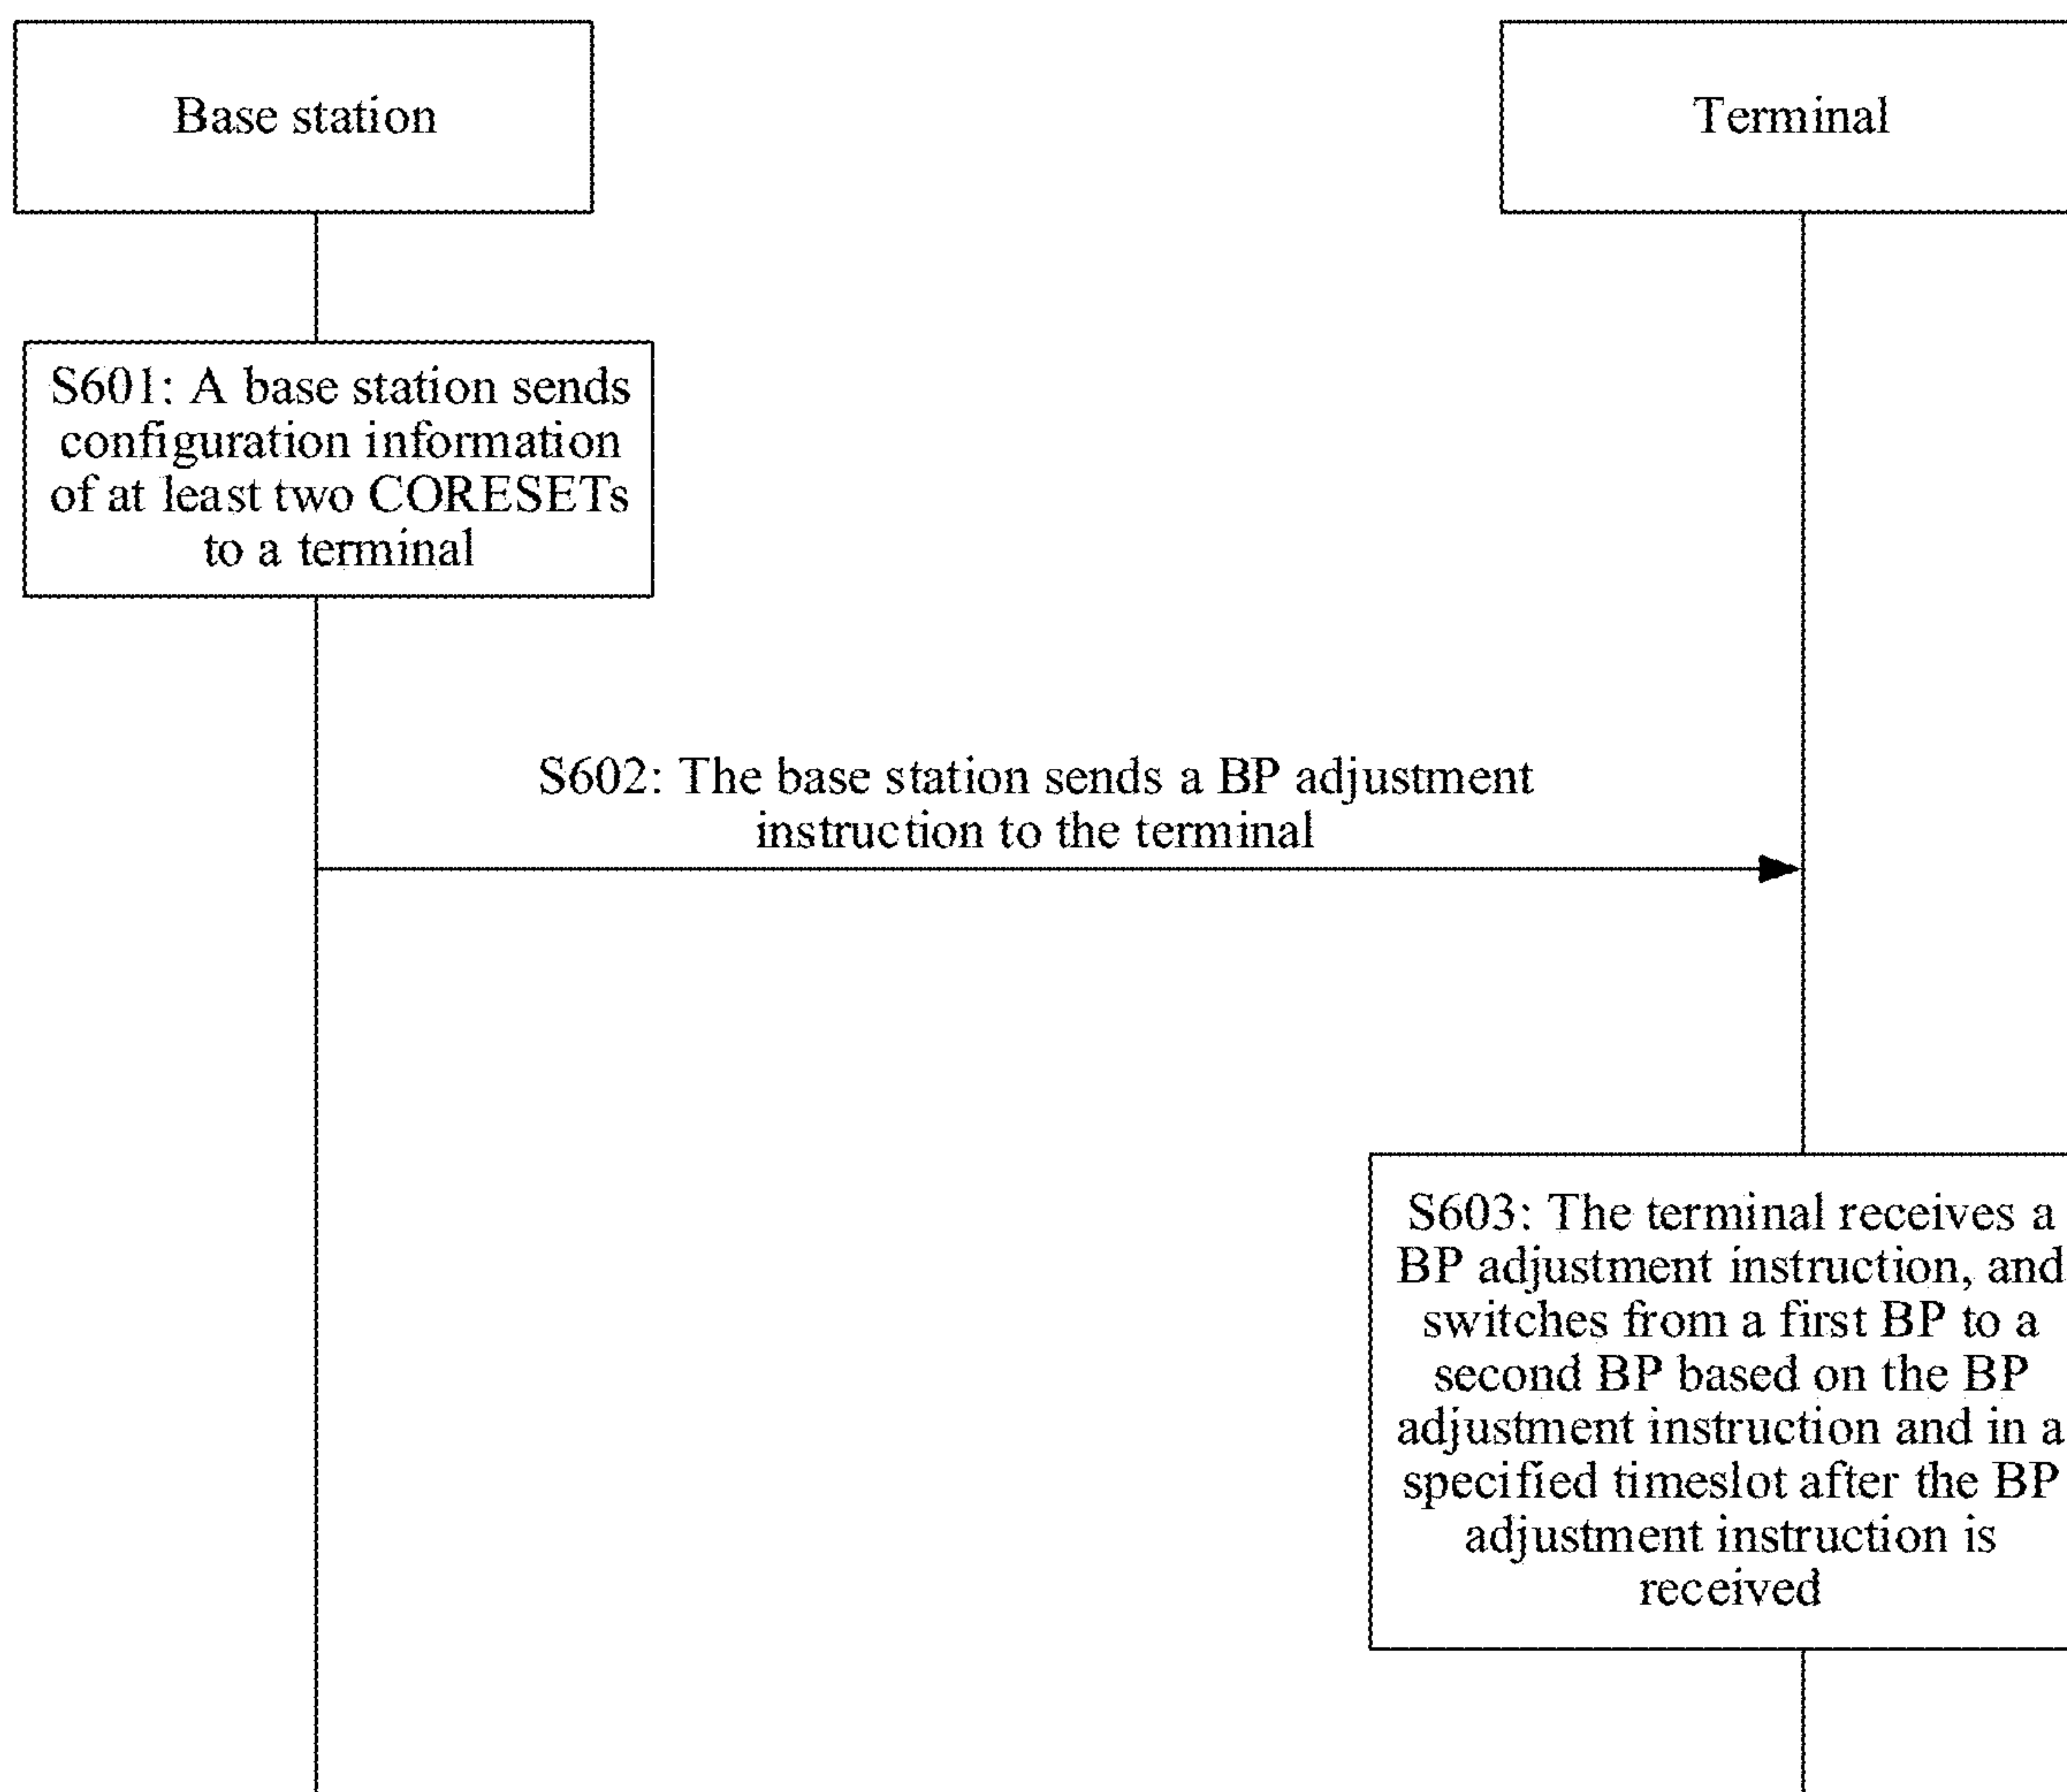 Base station
Terminal
S601: A base station sends
configuration information
of at least two CORESETs
to a terminal
S602: The base station sends a BP adjustment
instruction to the terminal
S603: The terminal receives a
BP adjustment instruction, and
switches from a first BP to a
second BP based on the BP
adjustment instruction and in a
specified timeslot after the BP
adjustment instruction is
received